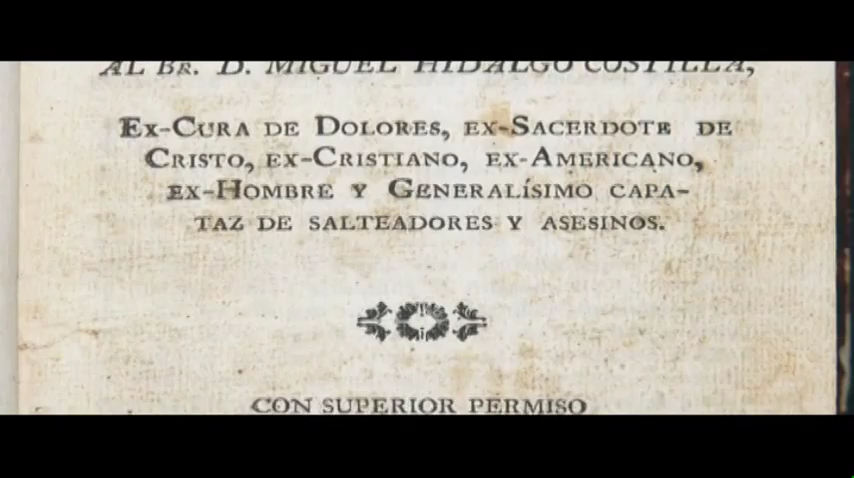 AL BR. D. MIGUEL HIDALGO COSTILLA,
EX-CURA DE DOLORES, EX-SACERDOTE DE
CRISTO, EX-CRISTIANO, EX-AMERICANO,
EX-HOMBRE Y GENERALÍSIMO CAPA-
TAZ DE SALTEADORES Y ASESINOS.
CON SUPERIOR PERMISO